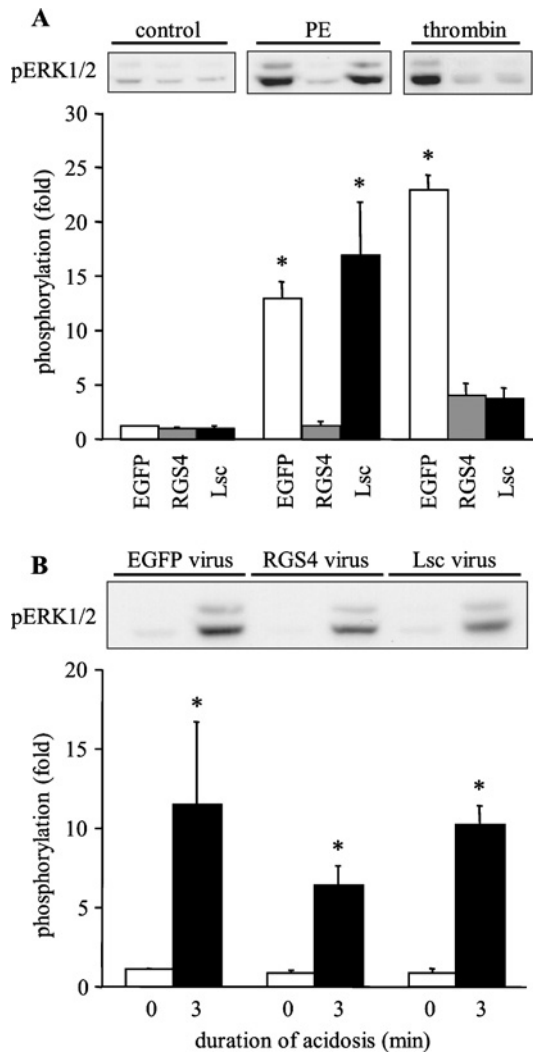 A
control PE thrombin
pERK1/2
30
25
20
15
10
5
0
phosphorylation (fold)
* * *
EGFP RGS4 Lsc EGFP RGS4 Lsc EGFP RGS4 Lsc
B
EGFP virus RGS4 virus Lsc virus
pERK1/2
20
15
10
5
0
phosphorylation (fold)
* * *
0 3 0 3 0 3
duration of acidosis (min)